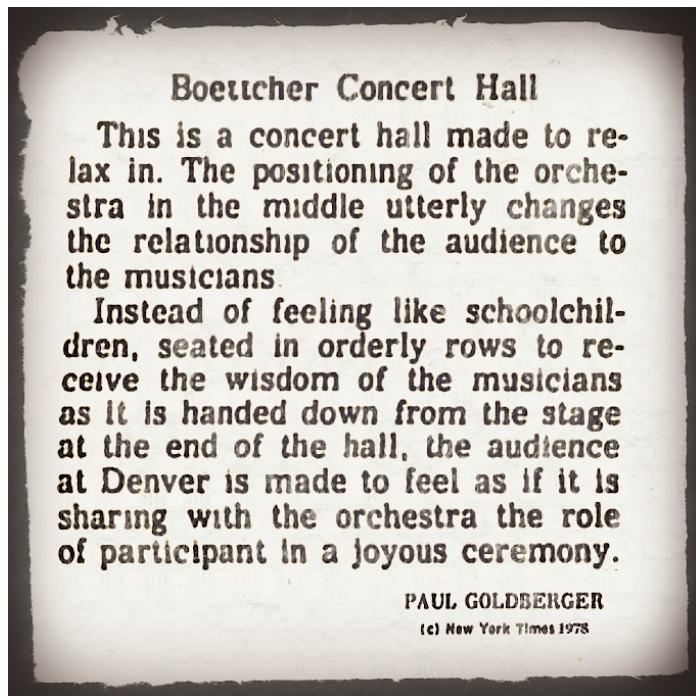 Boettcher Concert Hall
This is a concert hall made to re-
lax in. The positioning of the orche-
stra in the middle utterly changes
the relationship of the audience to
the musicians.
Instead of feeling like schoolchil-
dren, seated in orderly rows to re-
ceive the wisdom of the musicians
as it is handed down from the stage
at the end of the hall, the audience
at Denver is made to feel as if it is
sharing with the orchestra the role
of participant in a joyous ceremony.
PAUL GOLDBERGER
(c) New York Times 1978